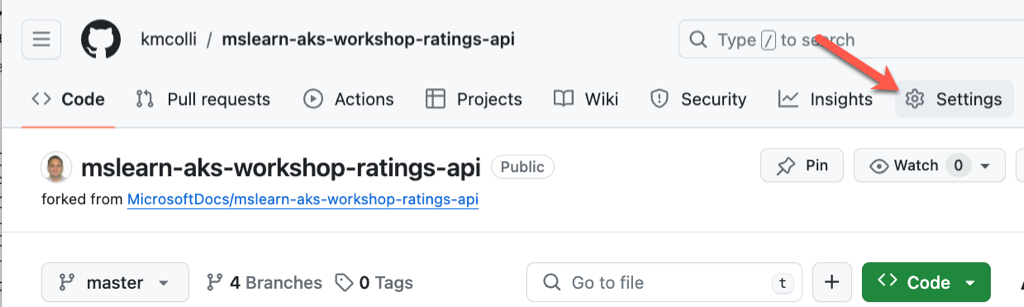 kmcolli / mslearn-aks-workshop-ratings-api
Type / to search
Code Pull requests Actions Projects Wiki Security Insights Settings
mslearn-aks-workshop-ratings-api Public
Pin Watch 0
forked from MicrosoftDocs/mslearn-aks-workshop-ratings-api
master 4 Branches 0 Tags Go to file t + Code